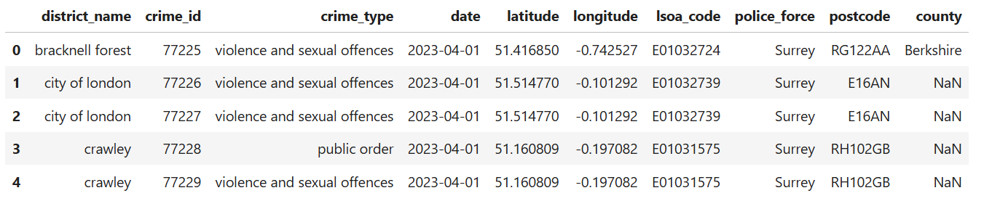 district_name crime_id crime_type date latitude longitude lsoa_code police_force postcode county
0 bracknell forest 77225 violence and sexual offences 2023-04-01 51.416850 -0.742527 E01032724 Surrey RG122AA Berkshire
1 city of london 77226 violence and sexual offences 2023-04-01 51.514770 -0.101292 E01032739 Surrey E16AN NaN
2 city of london 77227 violence and sexual offences 2023-04-01 51.514770 -0.101292 E01032739 Surrey E16AN NaN
3 crawley 77228 public order 2023-04-01 51.160809 -0.197082 E01031575 Surrey RH102GB NaN
4 crawley 77229 violence and sexual offences 2023-04-01 51.160809 -0.197082 E01031575 Surrey RH102GB NaN